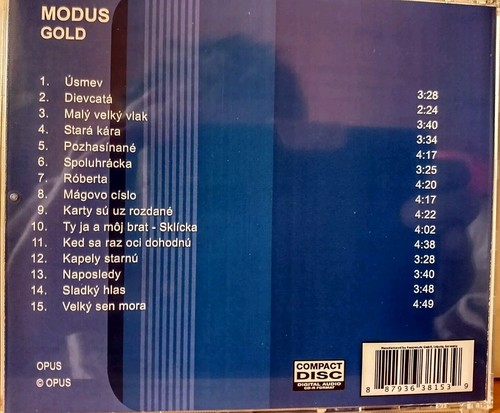 MODUS
GOLD
1. Úsmev 3:28
2. Dievcatá 2:24
3. Malý velký vlak 3:40
4. Stará kára 3:34
5. Pozhasínané 4:17
6. Spoluhrácka 3:25
7. Róberta 4:20
8. Mágovo císlo 4:17
9. Karty sú uz rozdané 4:22
10. Ty ja a môj brat - Sklícka 4:02
11. Ked sa raz oci dohodnú 4:38
12. Kapely starnú 3:28
13. Naposledy 3:40
14. Sladký hlas 3:48
15. Velký sen mora 4:49
OPUS
© OPUS
COMPACT
DISC
DIGITAL AUDIO
CD-R FORMAT
8 87936 38153 9